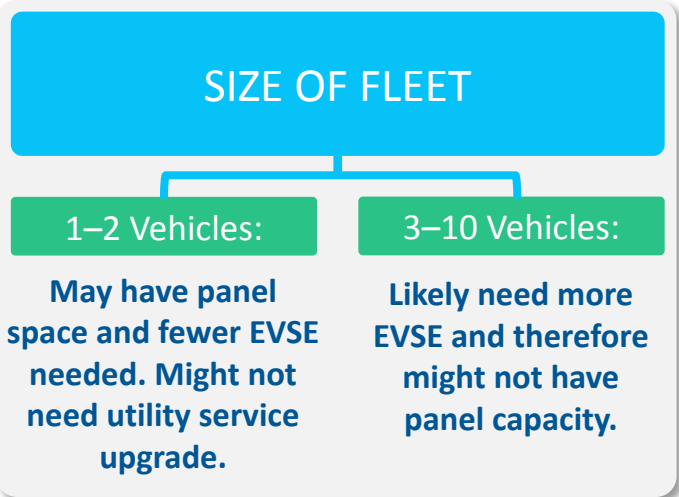 SIZE OF FLEET
1–2 Vehicles:
May have panel
space and fewer EVSE
needed. Might not
need utility service
upgrade.
3–10 Vehicles:
Likely need more
EVSE and therefore
might not have
panel capacity.